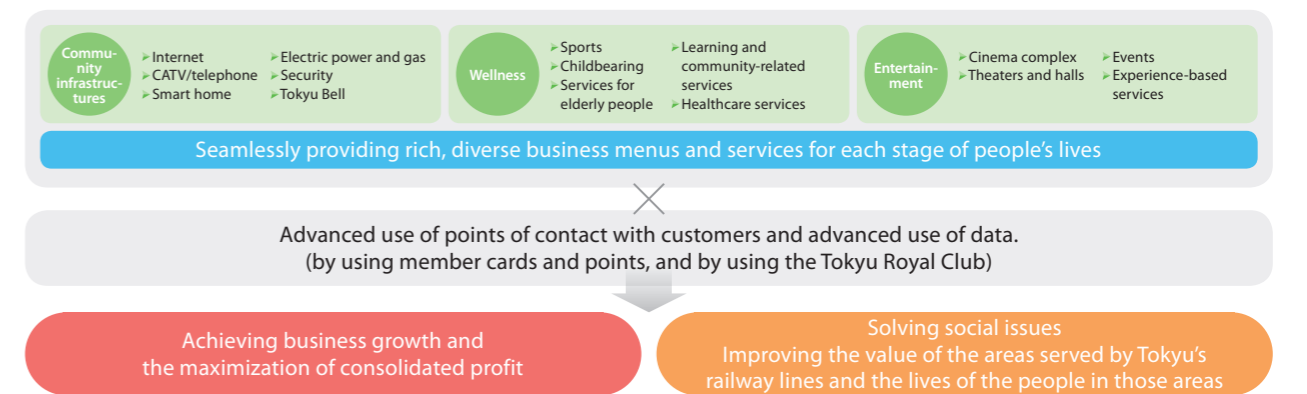 Commu-
nity
infrastruc-
tures
➢Internet
➢CATV/telephone
➢Smart home
➢Electric power and gas
➢Security
➢Tokyu Bell
Wellness
➢Sports
➢Childbearing
➢Services for
elderly people
➢Learning and
community-related
services
➢Healthcare services
Entertain-
ment
➢Cinema complex
➢Theaters and halls
➢Events
➢Experience-based
services
Seamlessly providing rich, diverse business menus and services for each stage of people’s lives
Advanced use of points of contact with customers and advanced use of data.
(by using member cards and points, and by using the Tokyu Royal Club)
Achieving business growth and
the maximization of consolidated profit
Solving social issues
Improving the value of the areas served by Tokyu’s
railway lines and the lives of the people in those areas